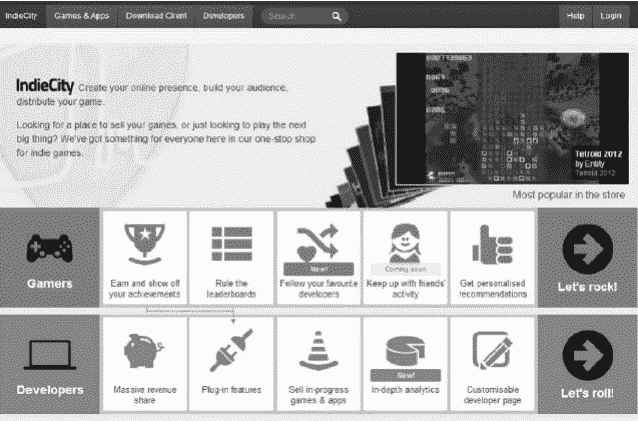 IndieCity Games & Apps Download Client Developers Search Help Login
IndieCity Create your online presence, build your audience,
distribute your game.
Looking for a place to sell your games, or just looking to play the next
big thing? We've got something for everyone here in our one-stop shop
for indie games.
Tetroid 2012
by Entity
Tetroid 2012
Most popular in the store
Gamers
Earn and show off
your achievements
Rule the
leaderboards
New!
Follow your favourite
developers
Coming soon
Keep up with friends'
activity
Get personalised
recommendations
Let's rock!
Developers
Massive revenue
share
Plug-in features
Sell in-progress
games & apps
New!
In-depth analytics
Customisable
developer page
Let's roll!